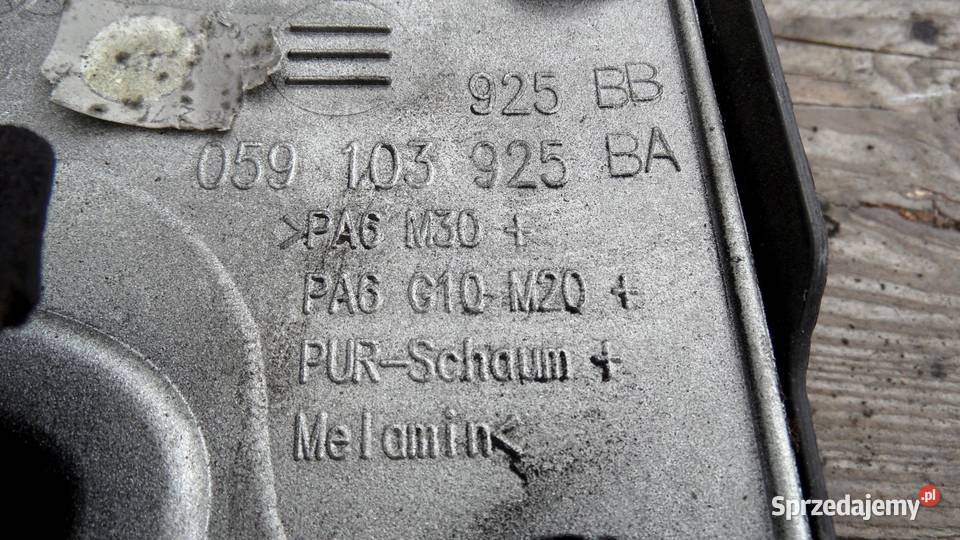 925 BB
059 103 925 BA
>PA6 M30 +
PA6 G10-M20 +
PUR-Schaum +
Melamin<
Sprzedajemy.pl